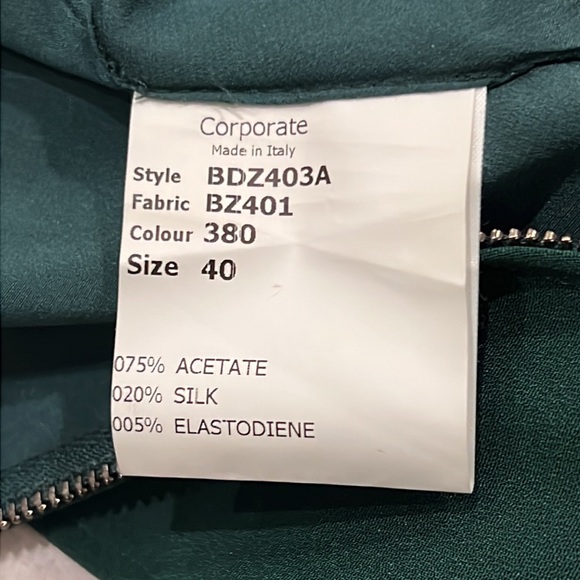 Corporate
Made in Italy
Style BDZ403A
Fabric BZ401
Colour 380
Size 40
075% ACETATE
020% SILK
005% ELASTODIENE